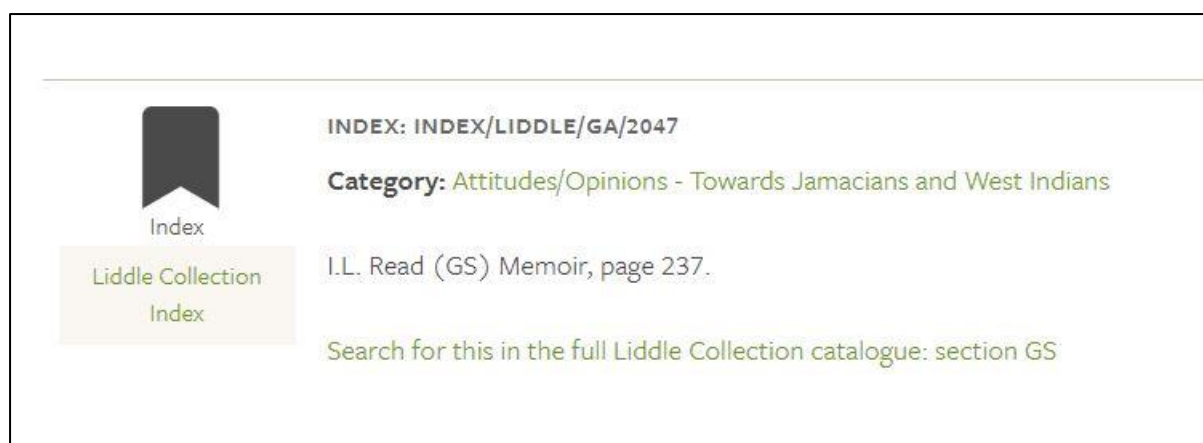 INDEX: INDEX/LIDDLE/GA/2047
Category: Attitudes/Opinions - Towards Jamacians and West Indians
Index
Liddle Collection
Index
I.L. Read (GS) Memoir, page 237.
Search for this in the full Liddle Collection catalogue: section GS